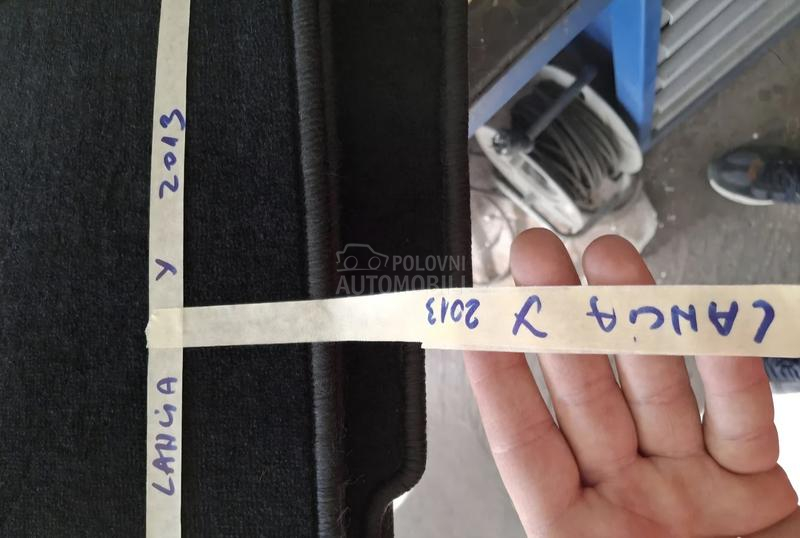 LANCIA Y 2013
POLOVNI
AUTOMOBILI
LANCIA Y 2013